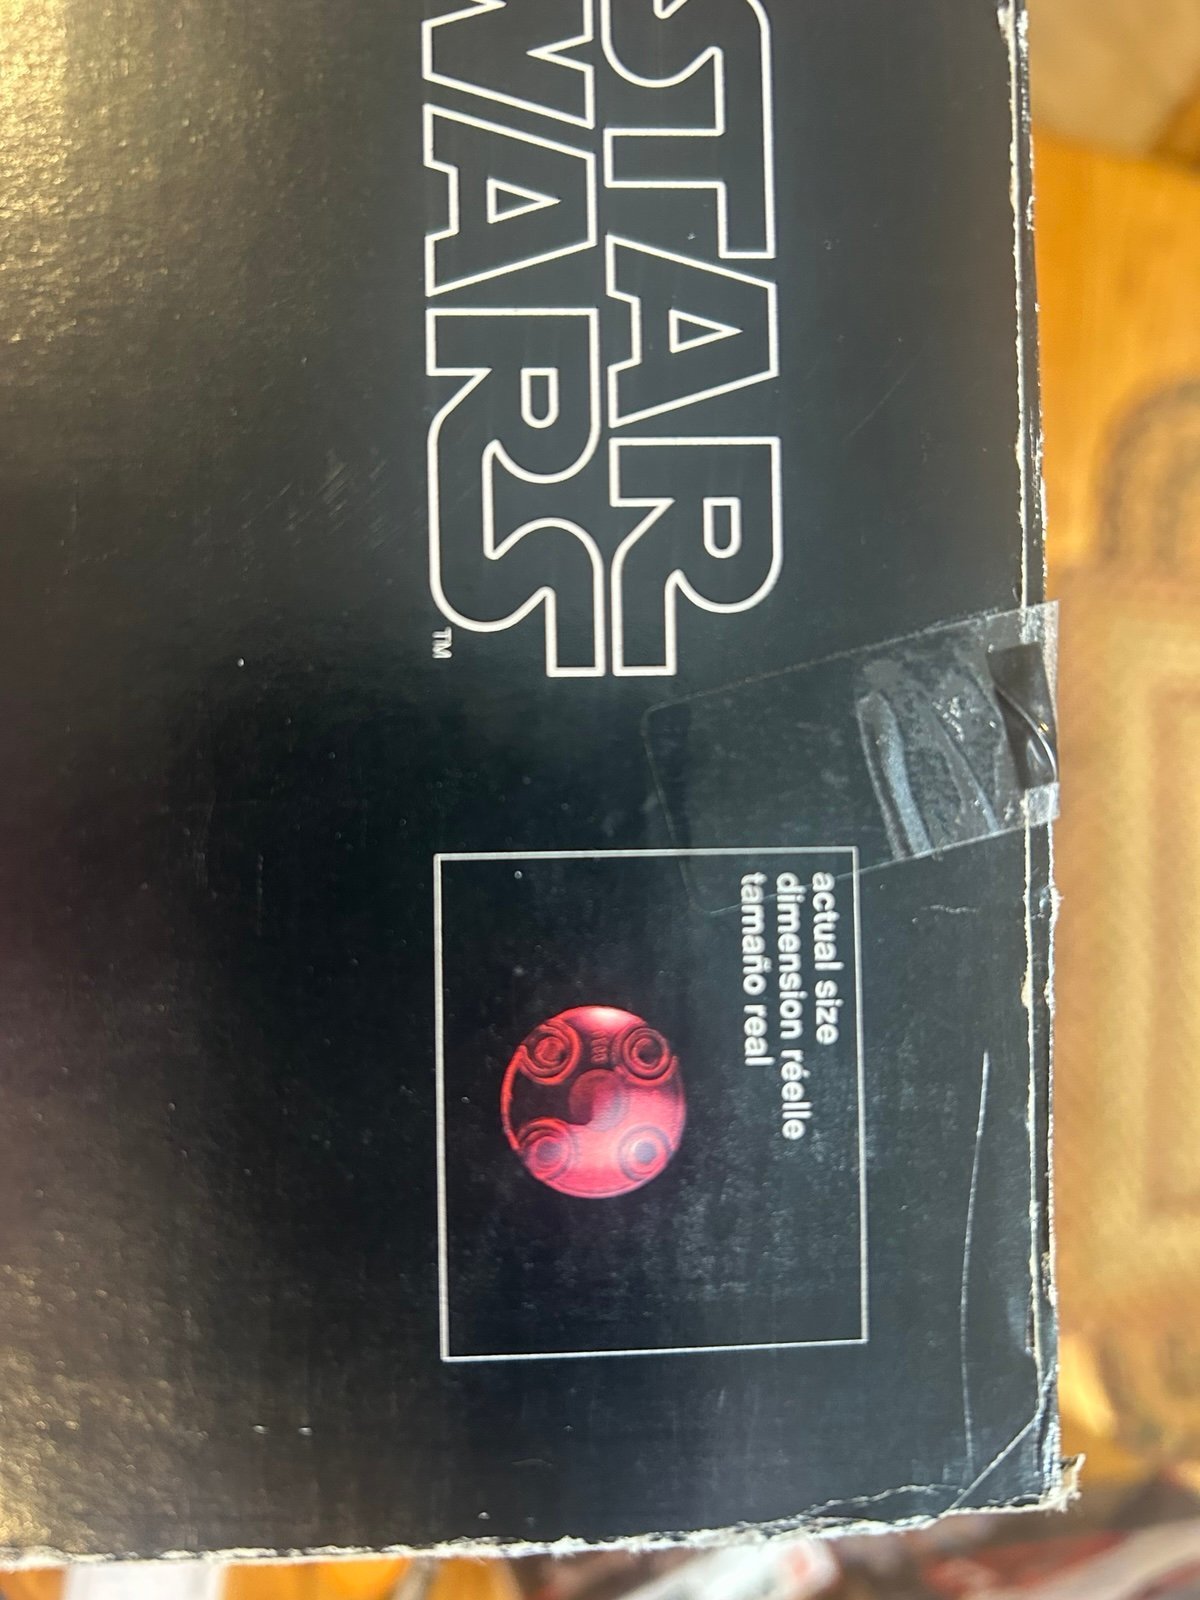 STAR
WARS
TM
actual size
dimension réelle
tamaño real